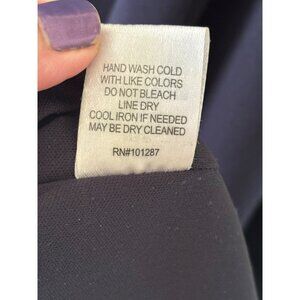 HAND WASH COLD
WITH LIKE COLORS
DO NOT BLEACH
LINE DRY
COOL IRON IF NEEDED
MAY BE DRY CLEANED
RN#101287